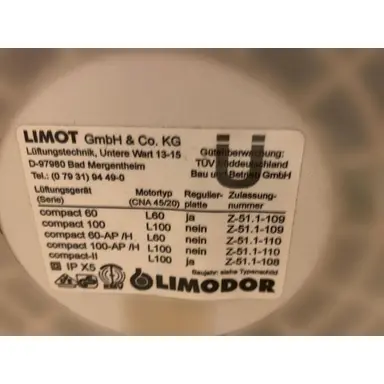 LIMOT GmbH & Co. KG
Lüftungstechnik, Untere Wart 13-15
D-97980 Bad Mergentheim
Tel.: (0 79 31) 94 49-0
Ü
Güteüberwachung:
TÜV Süddeutschland
Bau und Betrieb GmbH
Lüftungsgerät (Serie) Motortyp (CNA 45/20) Regulier-platte Zulassungs-nummer
compact 60 L60 ja Z-51.1-109
compact 100 L100 nein Z-51.1-109
compact 60-AP /H L60 nein Z-51.1-110
compact 100-AP /H L100 nein Z-51.1-110
compact-II L100 ja Z-51.1-108
IP X5
LIMODOR
Baujahr: siehe Typenschild